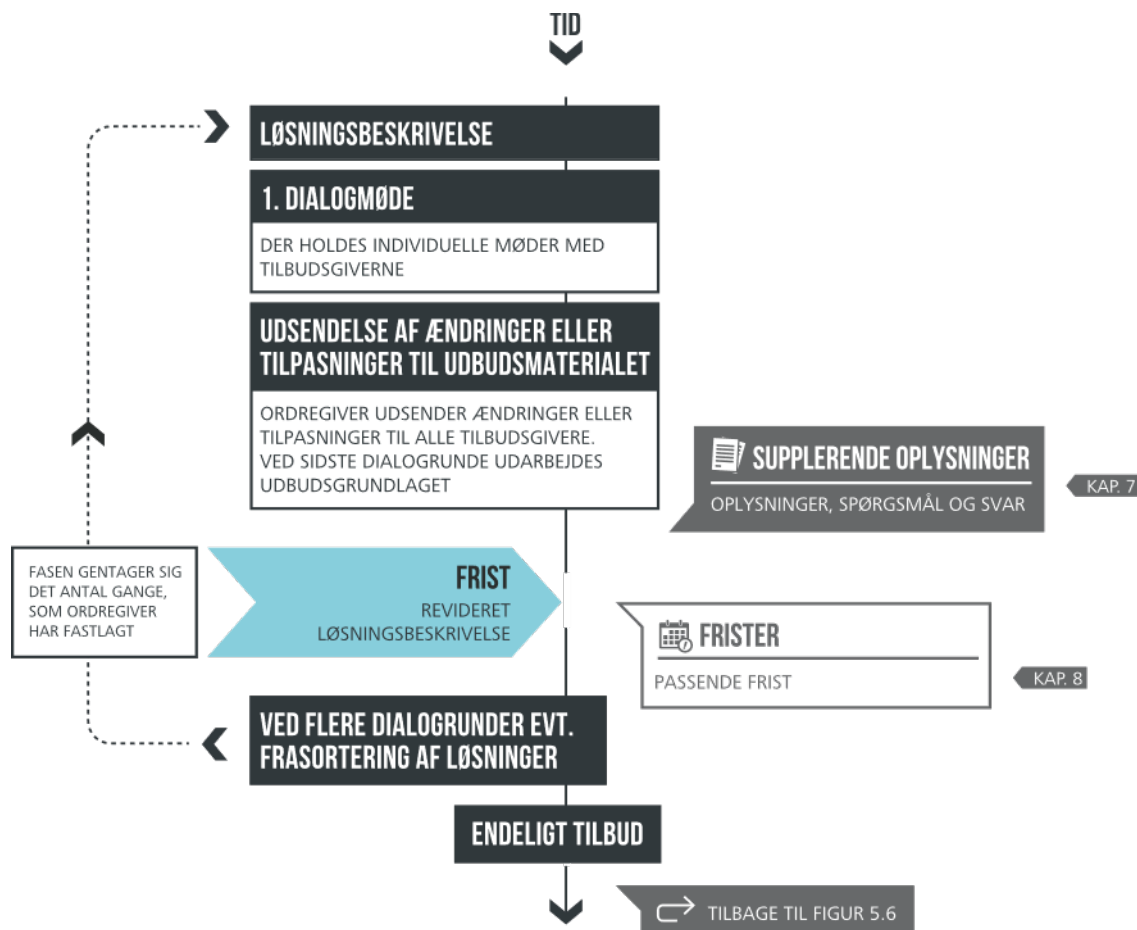 TID
LØSNINGSBESKRIVELSE
1. DIALOGMØDE
DER HOLDES INDIVIDUELLE MØDER MED
TILBUDSGIVERNE
UDSENDELSE AF ÆNDRINGER ELLER
TILPASNINGER TIL UDBUDSMATERIALET
ORDREGIVER UDSENDER ÆNDRINGER ELLER
TILPASNINGER TIL ALLE TILBUDSGIVERE.
VED SIDSTE DIALOGRUNDE UDARBEJDES
UDBUDSGRUNDLAGET
SUPPLERENDE OPLYSNINGER
OPLYSNINGER, SPØRGSMÅL OG SVAR
KAP. 7
FASEN GENTAGER SIG
DET ANTAL GANGE,
SOM ORDREGIVER
HAR FASTLAGT
FRIST
REVIDERET
LØSNINGSBESKRIVELSE
FRISTER
PASSENDE FRIST
KAP. 8
VED FLERE DIALOGRUNDER EVT.
FRASORTERING AF LØSNINGER
ENDELIGT TILBUD
TILBAGE TIL FIGUR 5.6